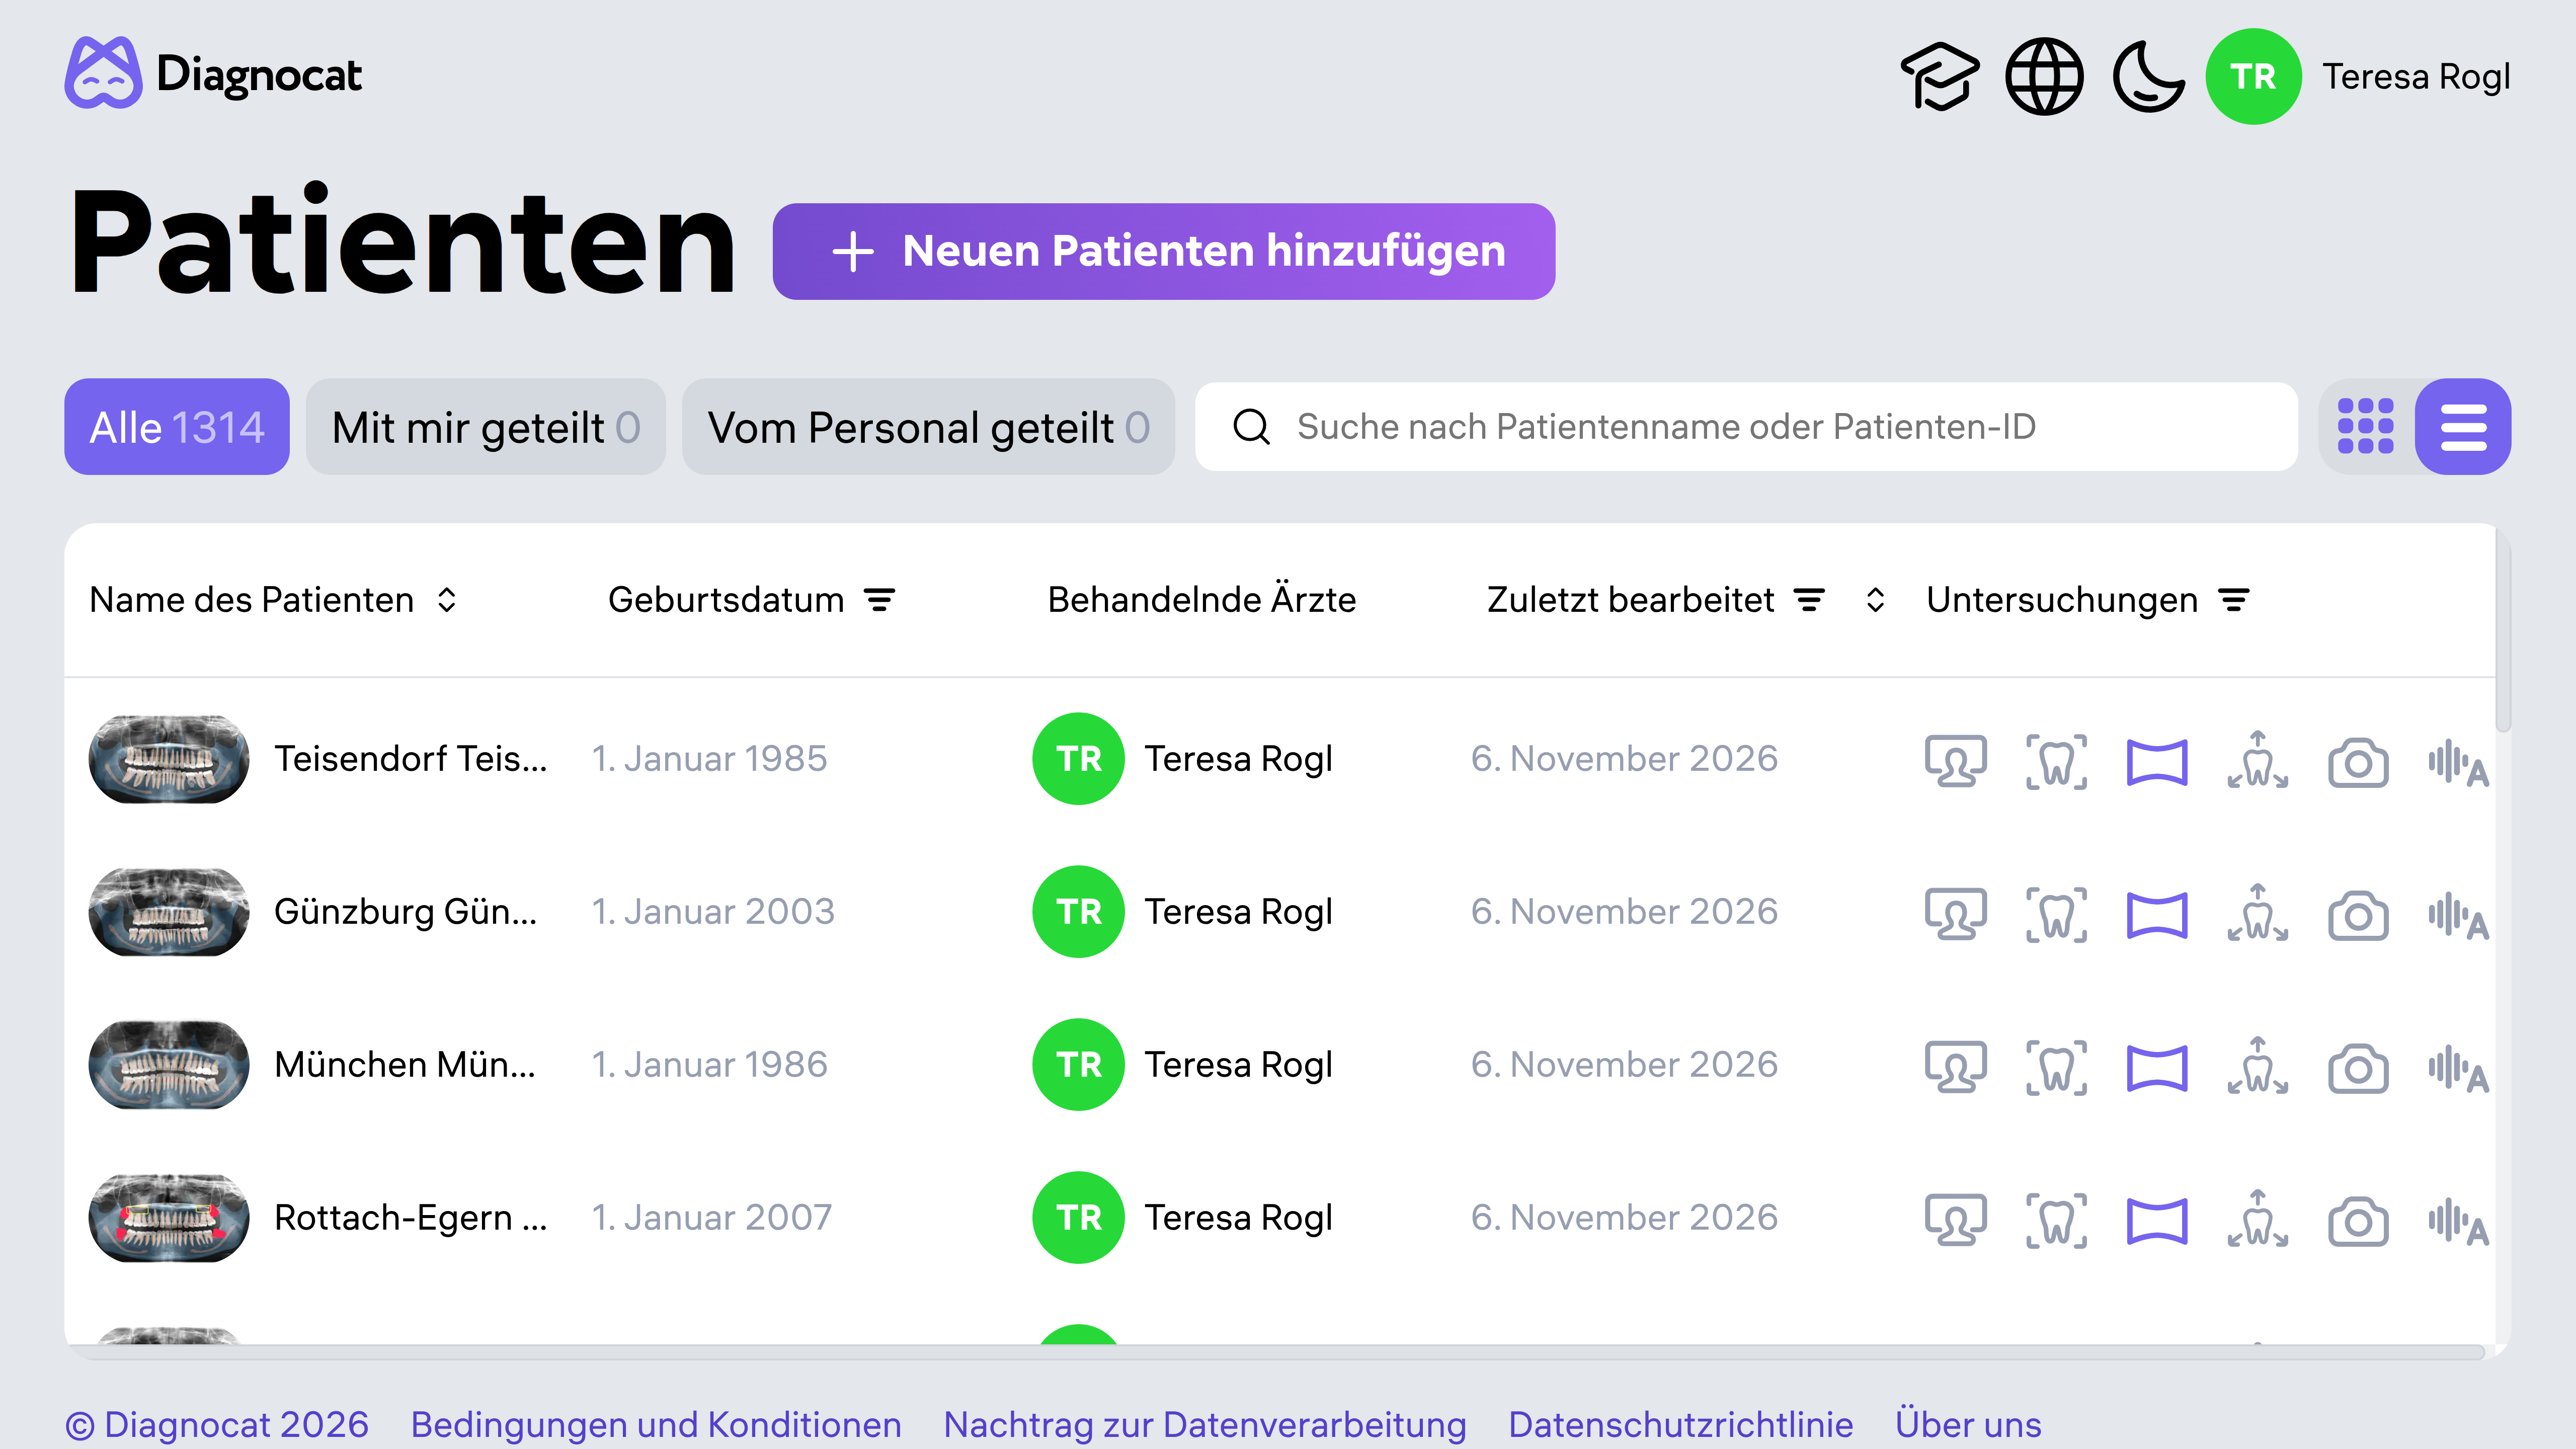 Diagnocat
TR Teresa Rogl
Patienten
Neuen Patienten hinzufügen
Alle 1314
Mit mir geteilt 0
Vom Personal geteilt 0
Suche nach Patientenname oder Patienten-ID
Name des Patienten Geburtsdatum Behandelnde Ärzte Zuletzt bearbeitet Untersuchungen
Teisendorf Teis... 1. Januar 1985 TR Teresa Rogl 6. November 2026 A
Günzburg Gün... 1. Januar 2003 TR Teresa Rogl 6. November 2026 A
München Mün... 1. Januar 1986 TR Teresa Rogl 6. November 2026 A
Rottach-Egern ... 1. Januar 2007 TR Teresa Rogl 6. November 2026 A
© Diagnocat 2026 Bedingungen und Konditionen Nachtrag zur Datenverarbeitung Datenschutzrichtlinie Über uns